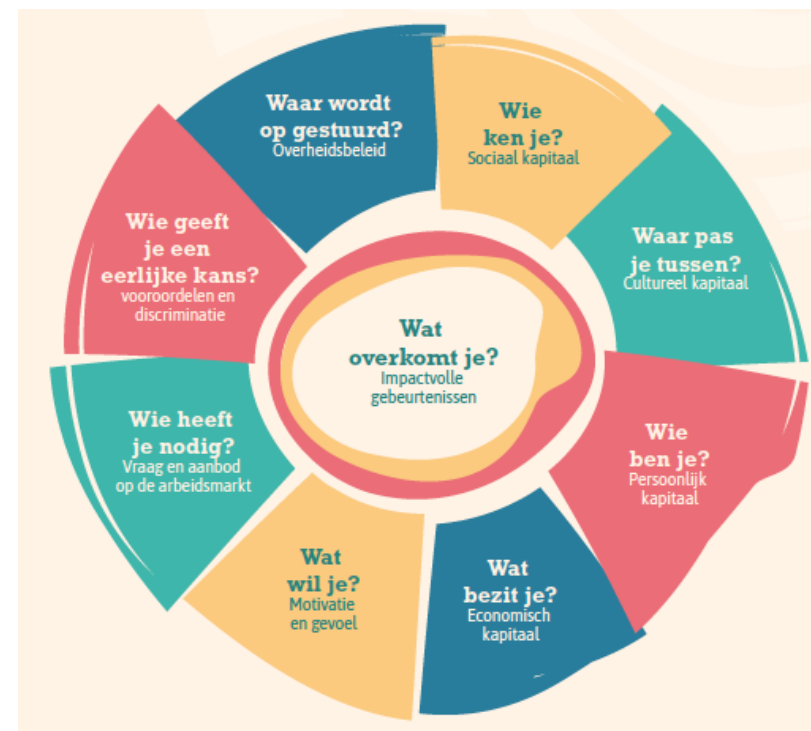 Waar wordt
op gestuurd?
Overheidsbeleid
Wie
ken je?
Sociaal kapitaal
Waar pas
je tussen?
Cultureel kapitaal
Wie
ben je?
Persoonlijk
kapitaal
Wat
bezit je?
Economisch
kapitaal
Wat
wil je?
Motivatie
en gevoel
Wie heeft
je nodig?
Vraag en aanbod
op de arbeidsmarkt
Wie geeft
je een
eerlijke kans?
vooroordelen en
discriminatie
Wat
overkomt je?
Impactvolle
gebeurtenissen